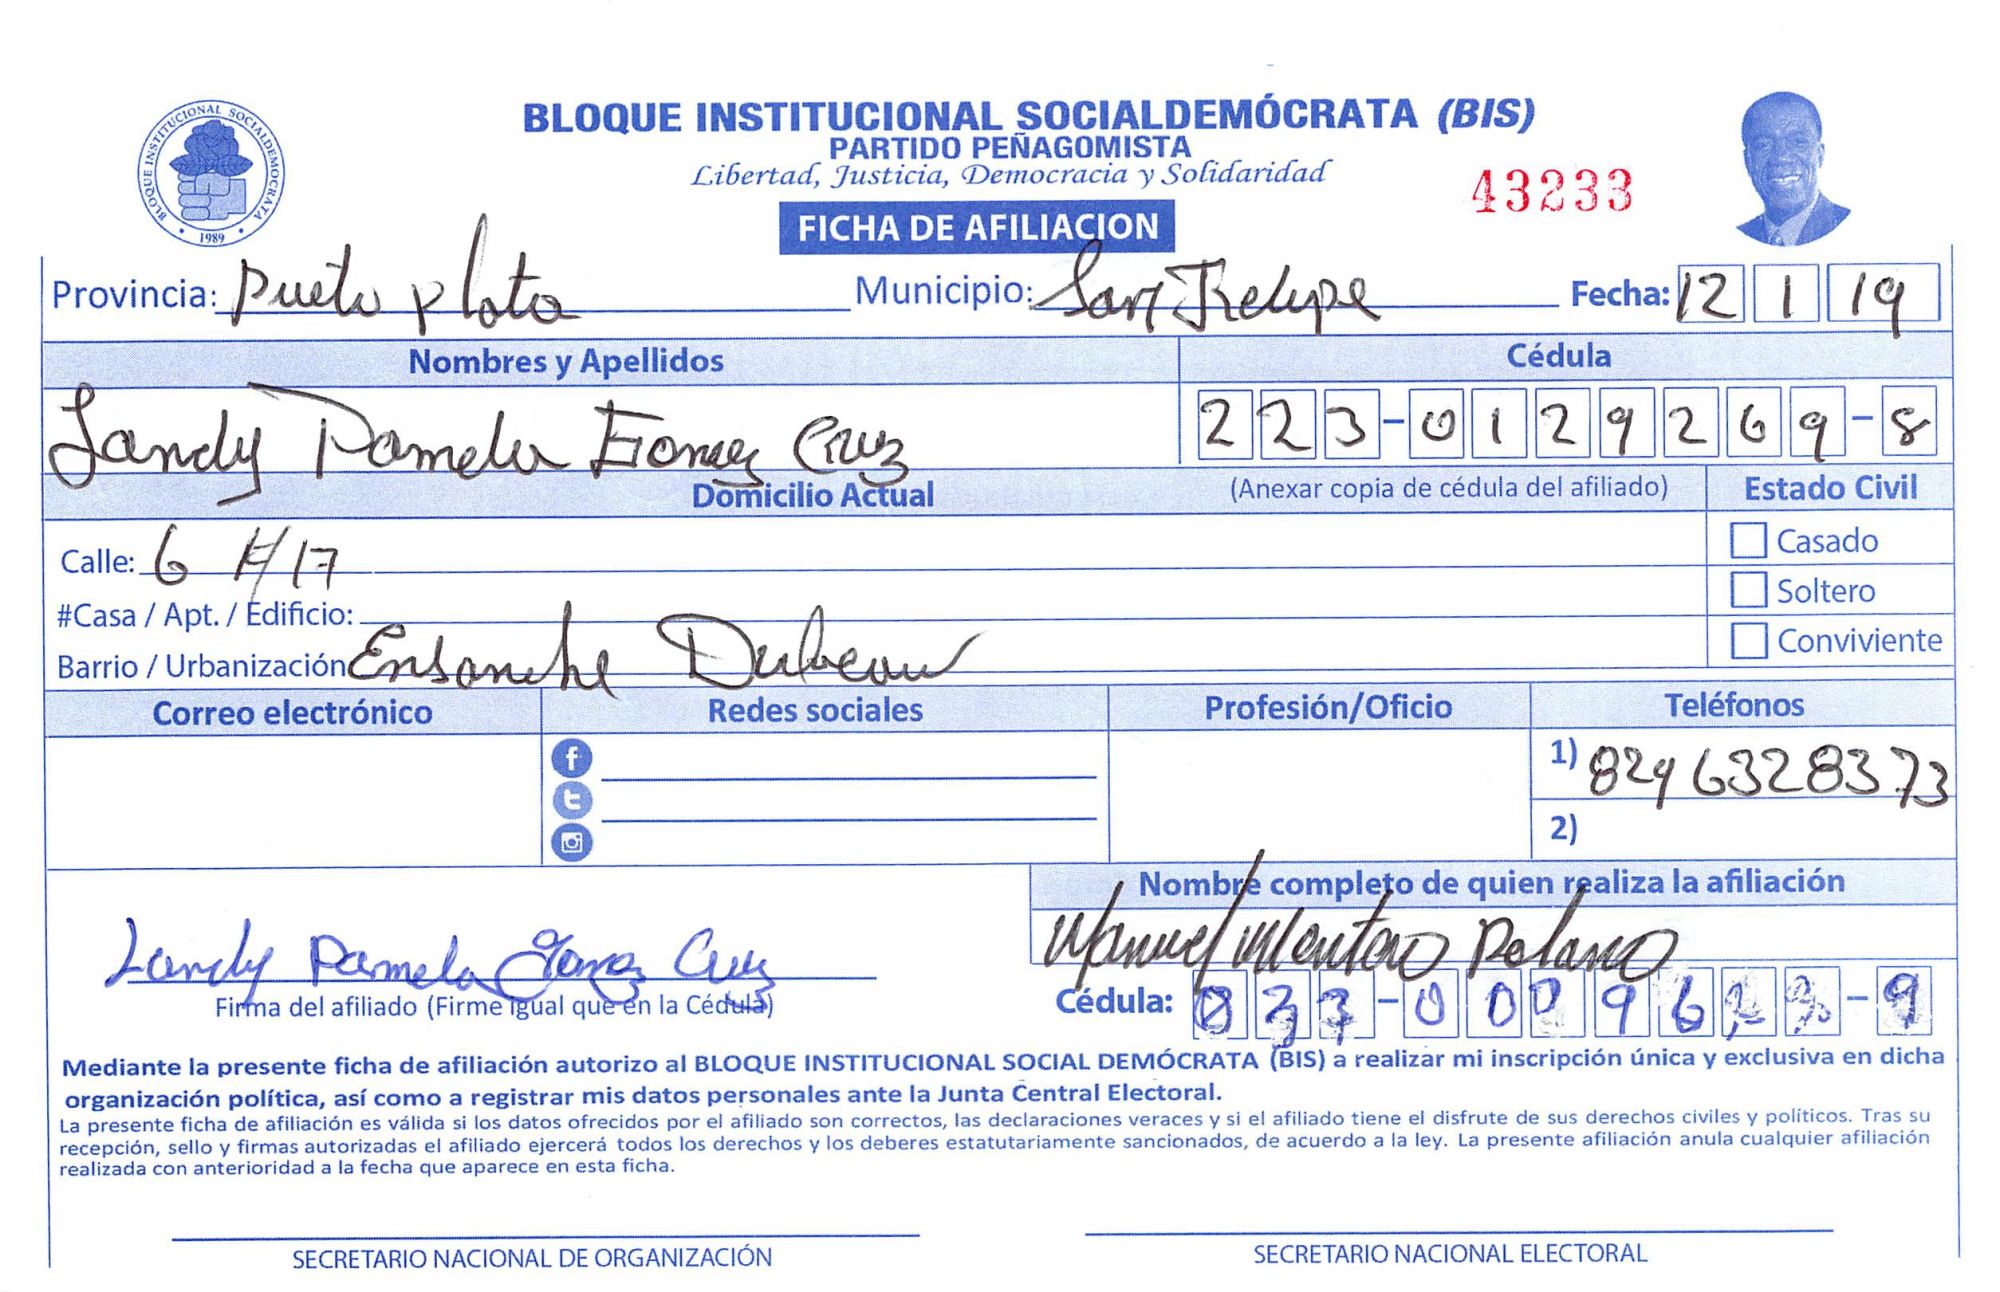 BLOQUE INSTITUCIONAL SOCIALDEMÓCRATA (BIS)
PARTIDO PEÑAGOMISTA
Libertad, Justicia, Democracia y Solidaridad
43233
BLOQUE INSTITUCIONAL SOCIALDEMOCRATA
1989
FICHA DE AFILIACION
Provincia: Pueto plata Municipio: San Felipe Fecha: 12 1 19
Nombres y Apellidos Cédula
Landy Pamela Gomez Cruz 223-0129269-8
Domicilio Actual (Anexar copia de cédula del afiliado) Estado Civil
Calle: 6 #17 Casado
#Casa / Apt. / Edificio: Soltero
Barrio / Urbanización Ensanche Dubeau Conviviente
Correo electrónico Redes sociales Profesión/Oficio Teléfonos
1) 829 6328373
2)
Nombre completo de quien realiza la afiliación
Manuel Montero
Landy Pamela Gomez Cruz
Firma del afiliado (Firme igual que en la Cédula) Cédula:
Mediante la presente ficha de afiliación autorizo al BLOQUE INSTITUCIONAL SOCIAL DEMÓCRATA (BIS) a realizar mi inscripción única y exclusiva en dicha
organización política, así como a registrar mis datos personales ante la Junta Central Electoral.
La presente ficha de afiliación es válida si los datos ofrecidos por el afiliado son correctos, las declaraciones veraces y si el afiliado tiene el disfrute de sus derechos civiles y políticos. Tras su
recepción, sello y firmas autorizadas el afiliado ejercerá todos los derechos y los deberes estatutariamente sancionados, de acuerdo a la ley. La presente afiliación anula cualquier afiliación
realizada con anterioridad a la fecha que aparece en esta ficha.
SECRETARIO NACIONAL DE ORGANIZACIÓN SECRETARIO NACIONAL ELECTORAL